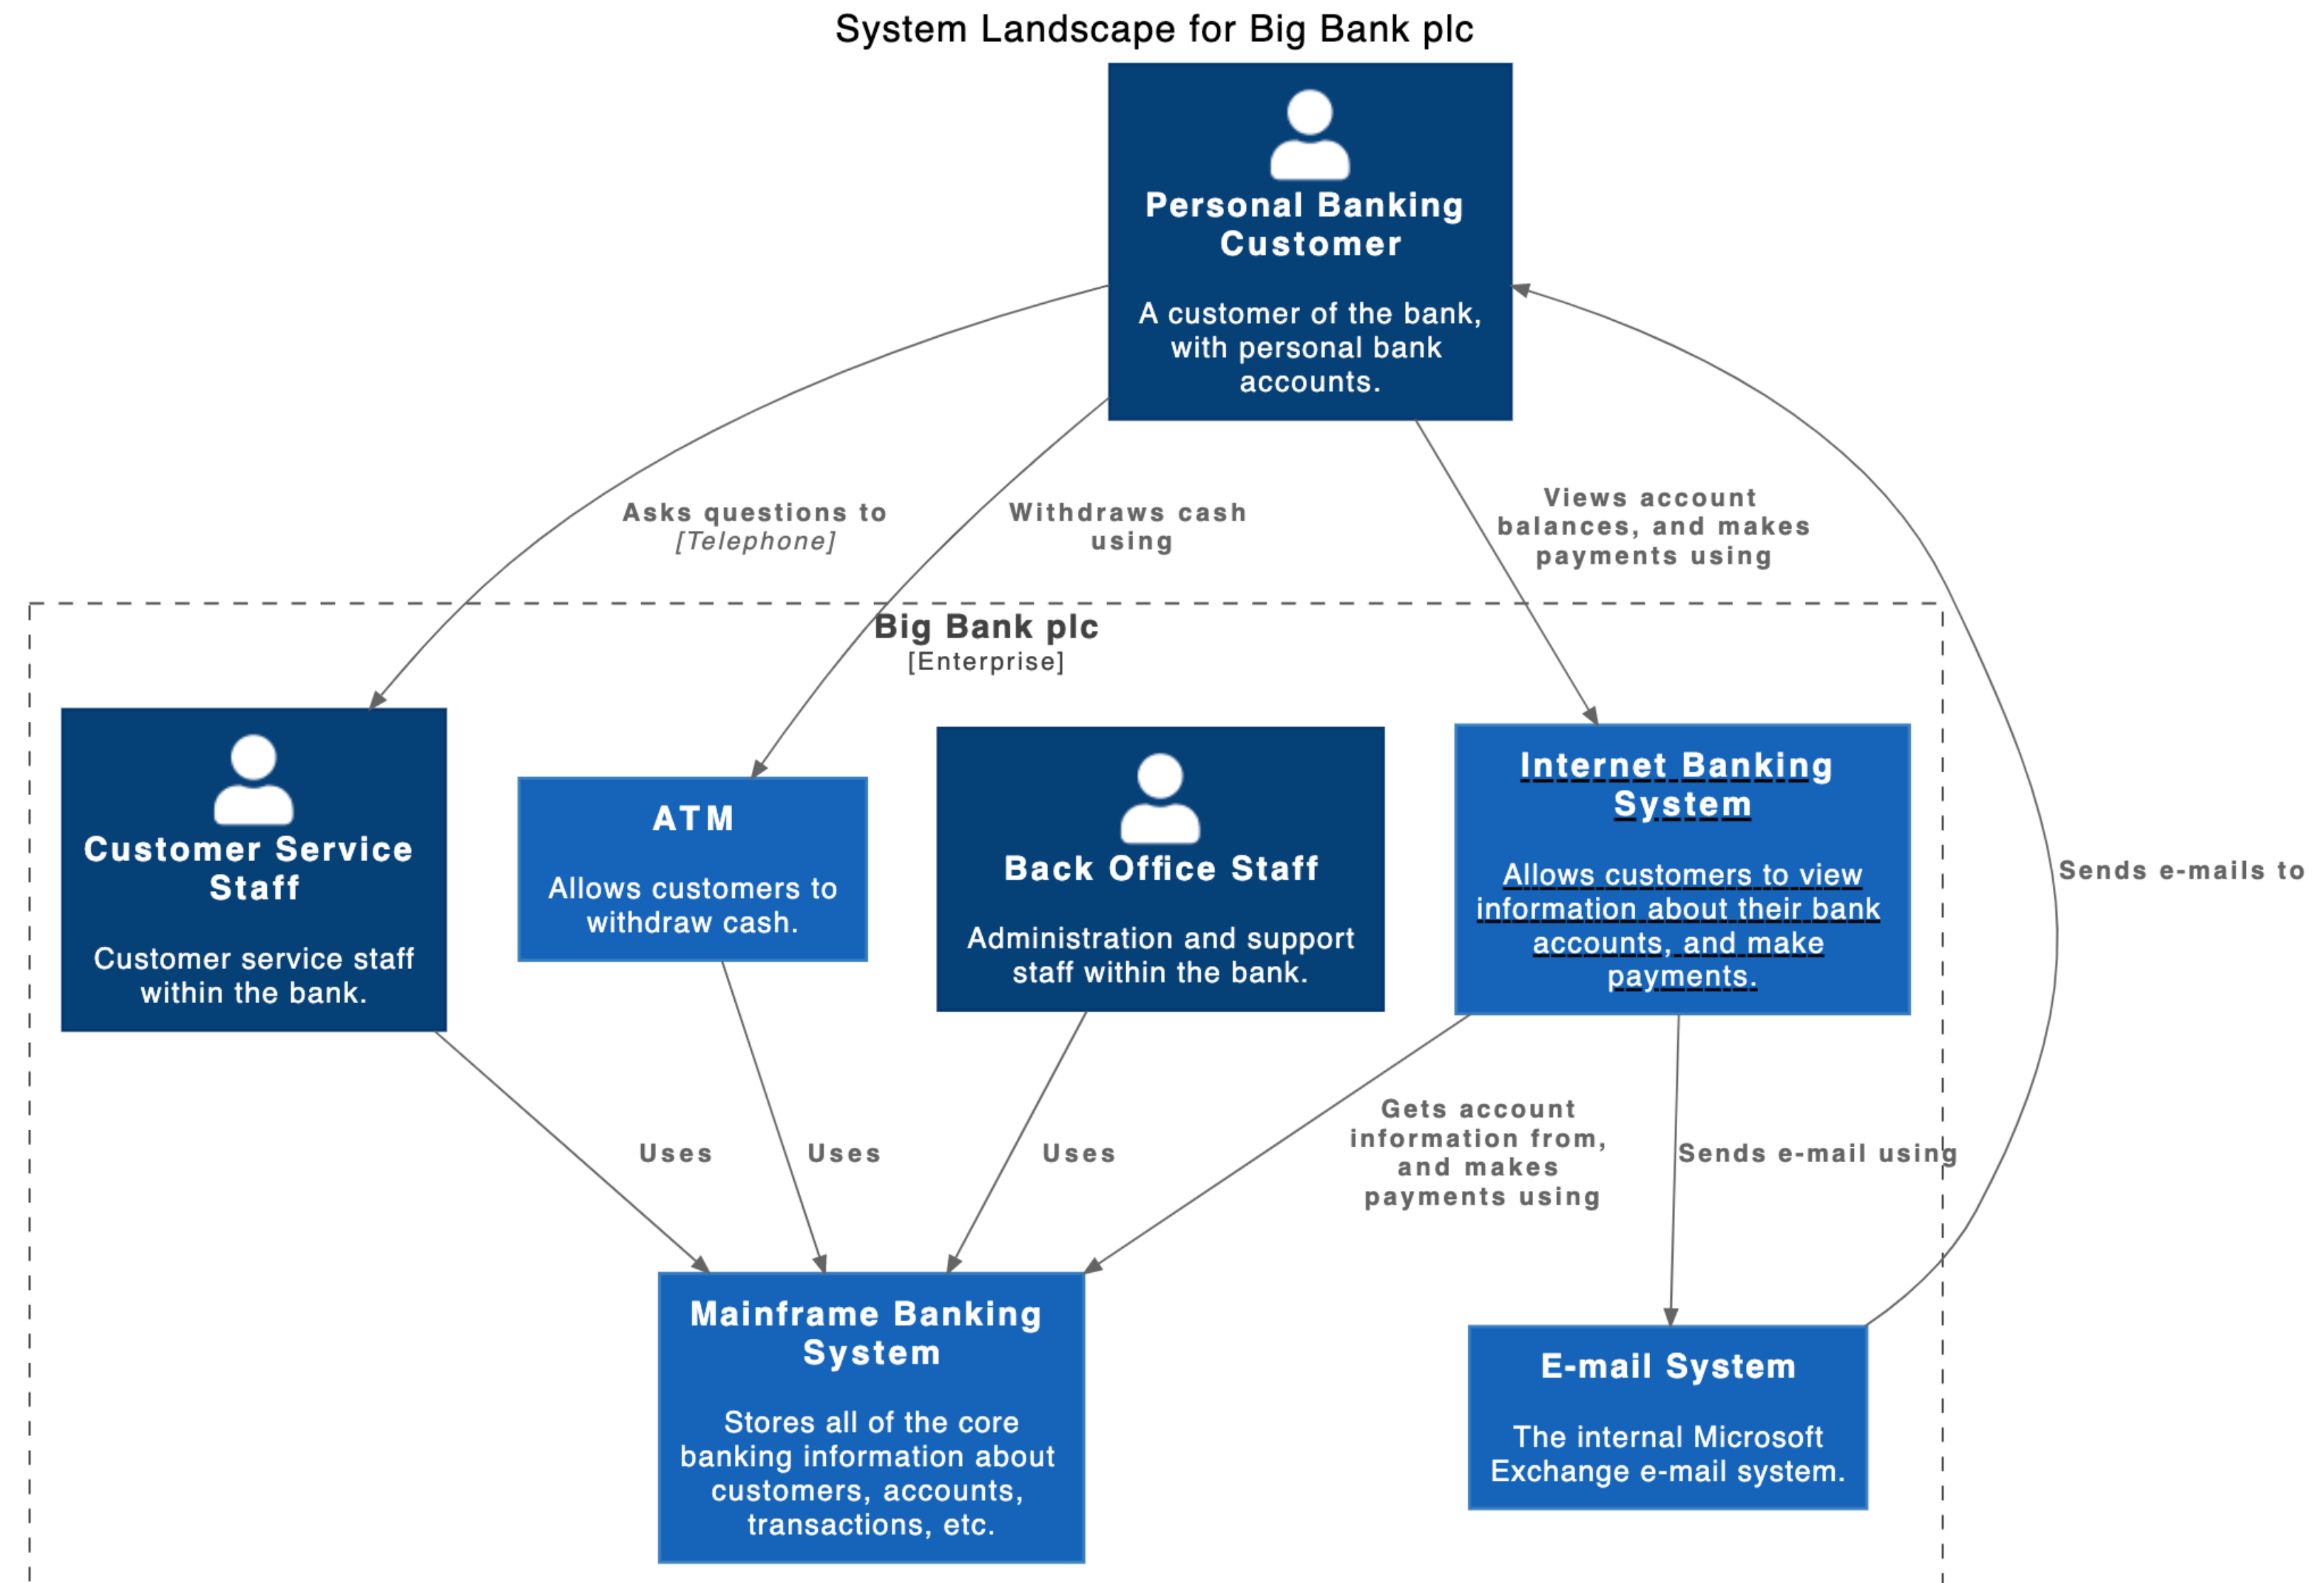 System Landscape for Big Bank plc
Personal Banking
Customer
A customer of the bank,
with personal bank
accounts.
Asks questions to
[Telephone]
Withdraws cash
using
Views account
balances, and makes
payments using
Big Bank plc
[Enterprise]
Customer Service
Staff
Customer service staff
within the bank.
ATM
Allows customers to
withdraw cash.
Back Office Staff
Administration and support
staff within the bank.
Internet Banking
System
Allows customers to view
information about their bank
accounts, and make
payments.
Sends e-mails to
Uses
Uses
Uses
Gets account
information from,
and makes
payments using
Sends e-mail using
Mainframe Banking
System
Stores all of the core
banking information about
customers, accounts,
transactions, etc.
E-mail System
The internal Microsoft
Exchange e-mail system.